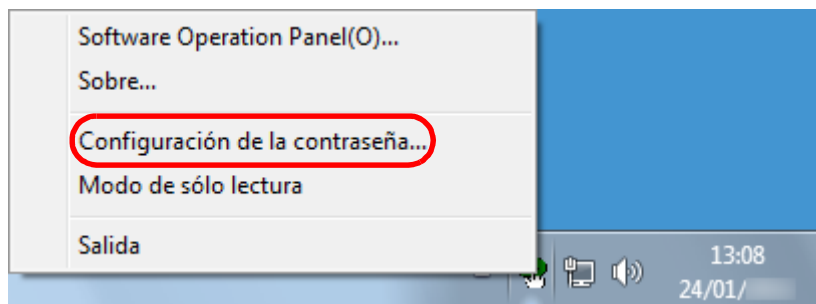 Software Operation Panel(O)...
Sobre...
Configuración de la contraseña...
Modo de sólo lectura
Salida
13:08
24/01/